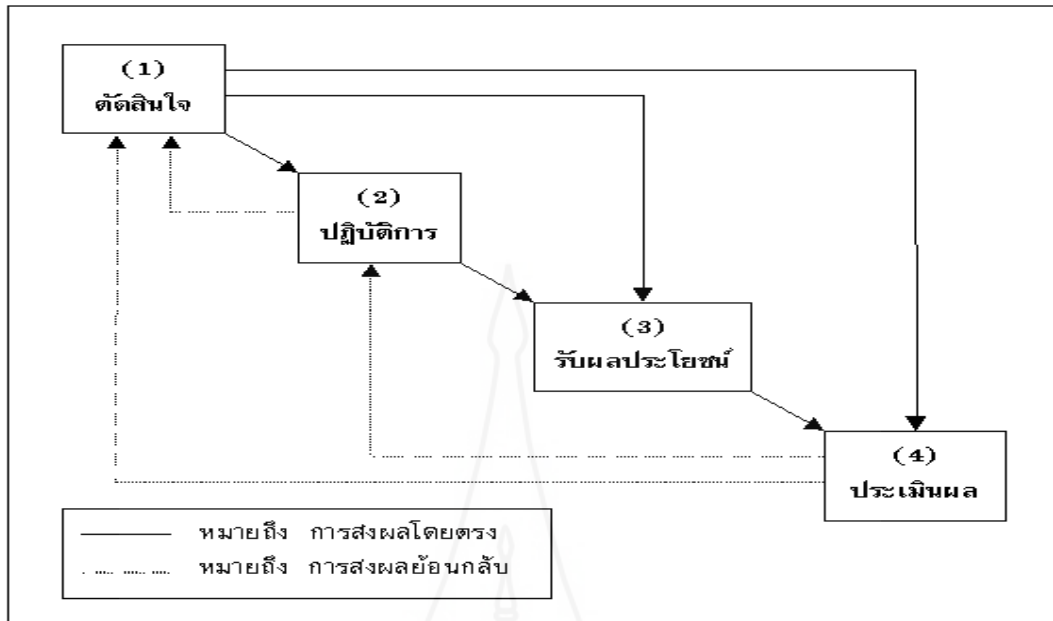 (1)
ตัดสินใจ
(2)
ปฏิบัติการ
(3)
รับผลประโยชน์
(4)
ประเมินผล
หมายถึง การส่งผลโดยตรง
หมายถึง การส่งผลย้อนกลับ